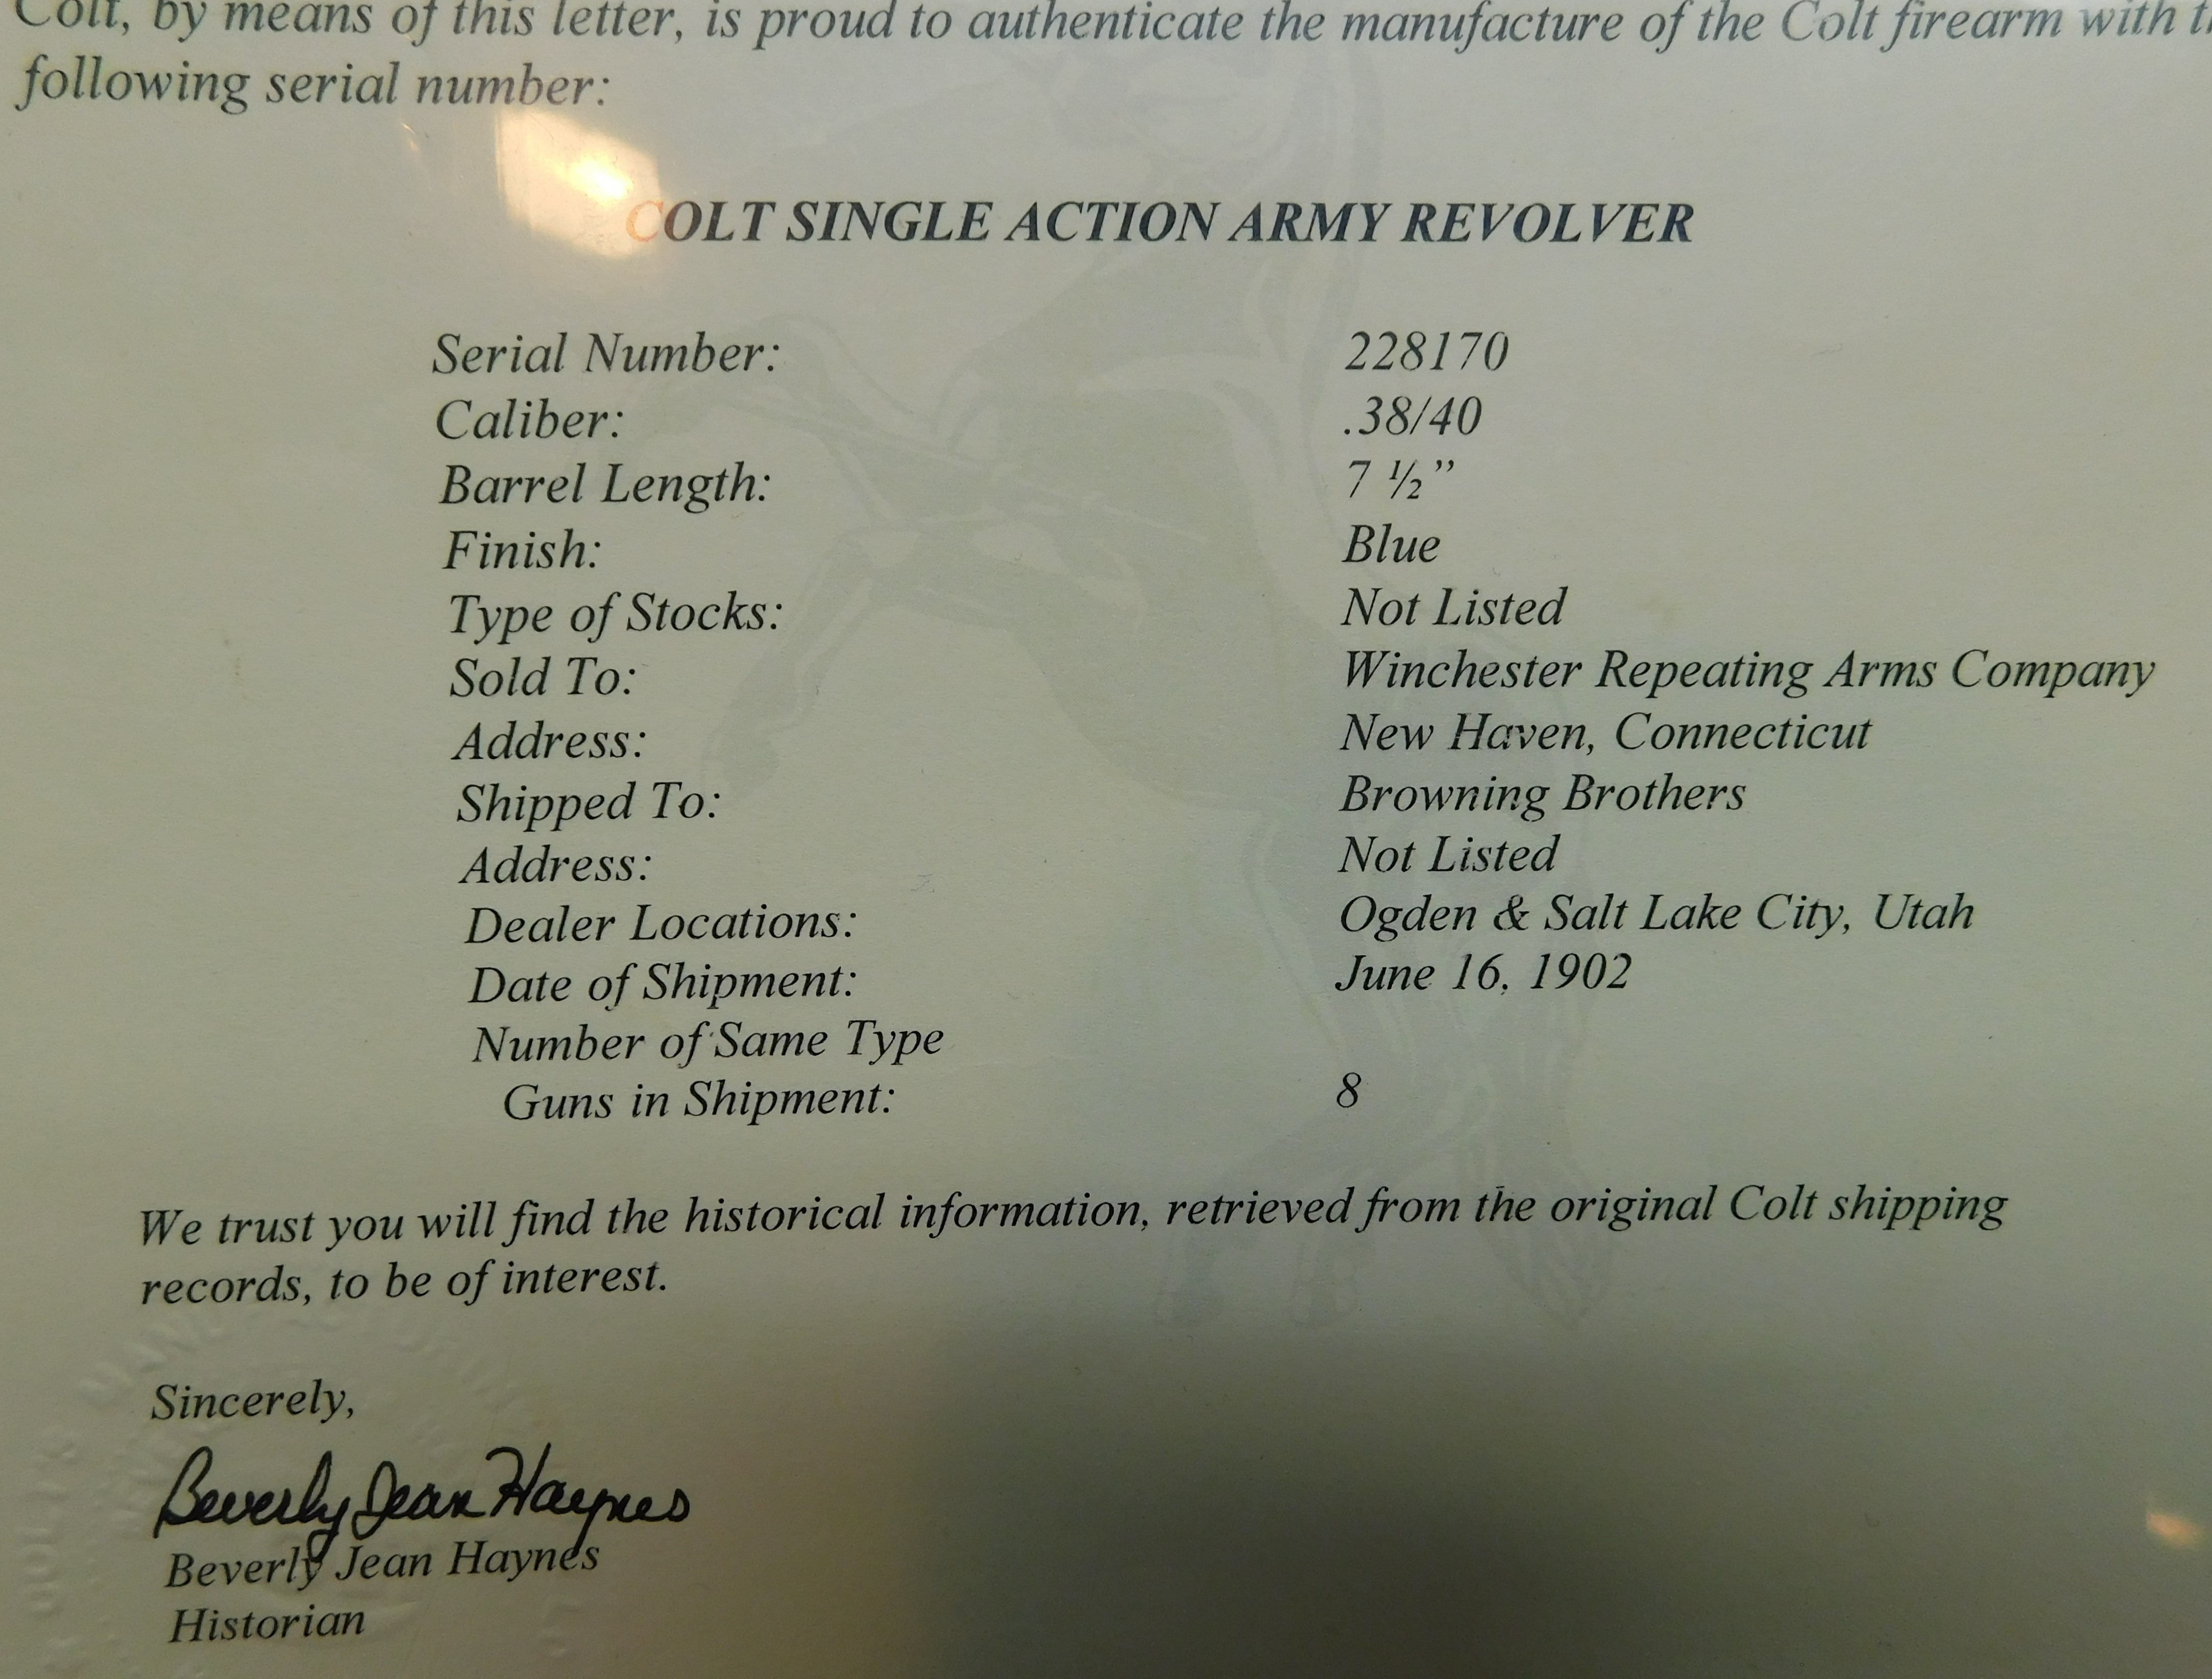 Colt, by means of this letter, is proud to authenticate the manufacture of the Colt firearm with
following serial number:
COLT SINGLE ACTION ARMY REVOLVER
Serial Number: 228170
Caliber: .38/40
Barrel Length: 7 ½”
Finish: Blue
Type of Stocks: Not Listed
Sold To: Winchester Repeating Arms Company
Address: New Haven, Connecticut
Shipped To: Browning Brothers
Address: Not Listed
Dealer Locations: Ogden & Salt Lake City, Utah
Date of Shipment: June 16, 1902
Number of Same Type
Guns in Shipment: 8
We trust you will find the historical information, retrieved from the original Colt shipping
records, to be of interest.
Sincerely,
Beverly Jean Haynes
Beverly Jean Haynes
Historian